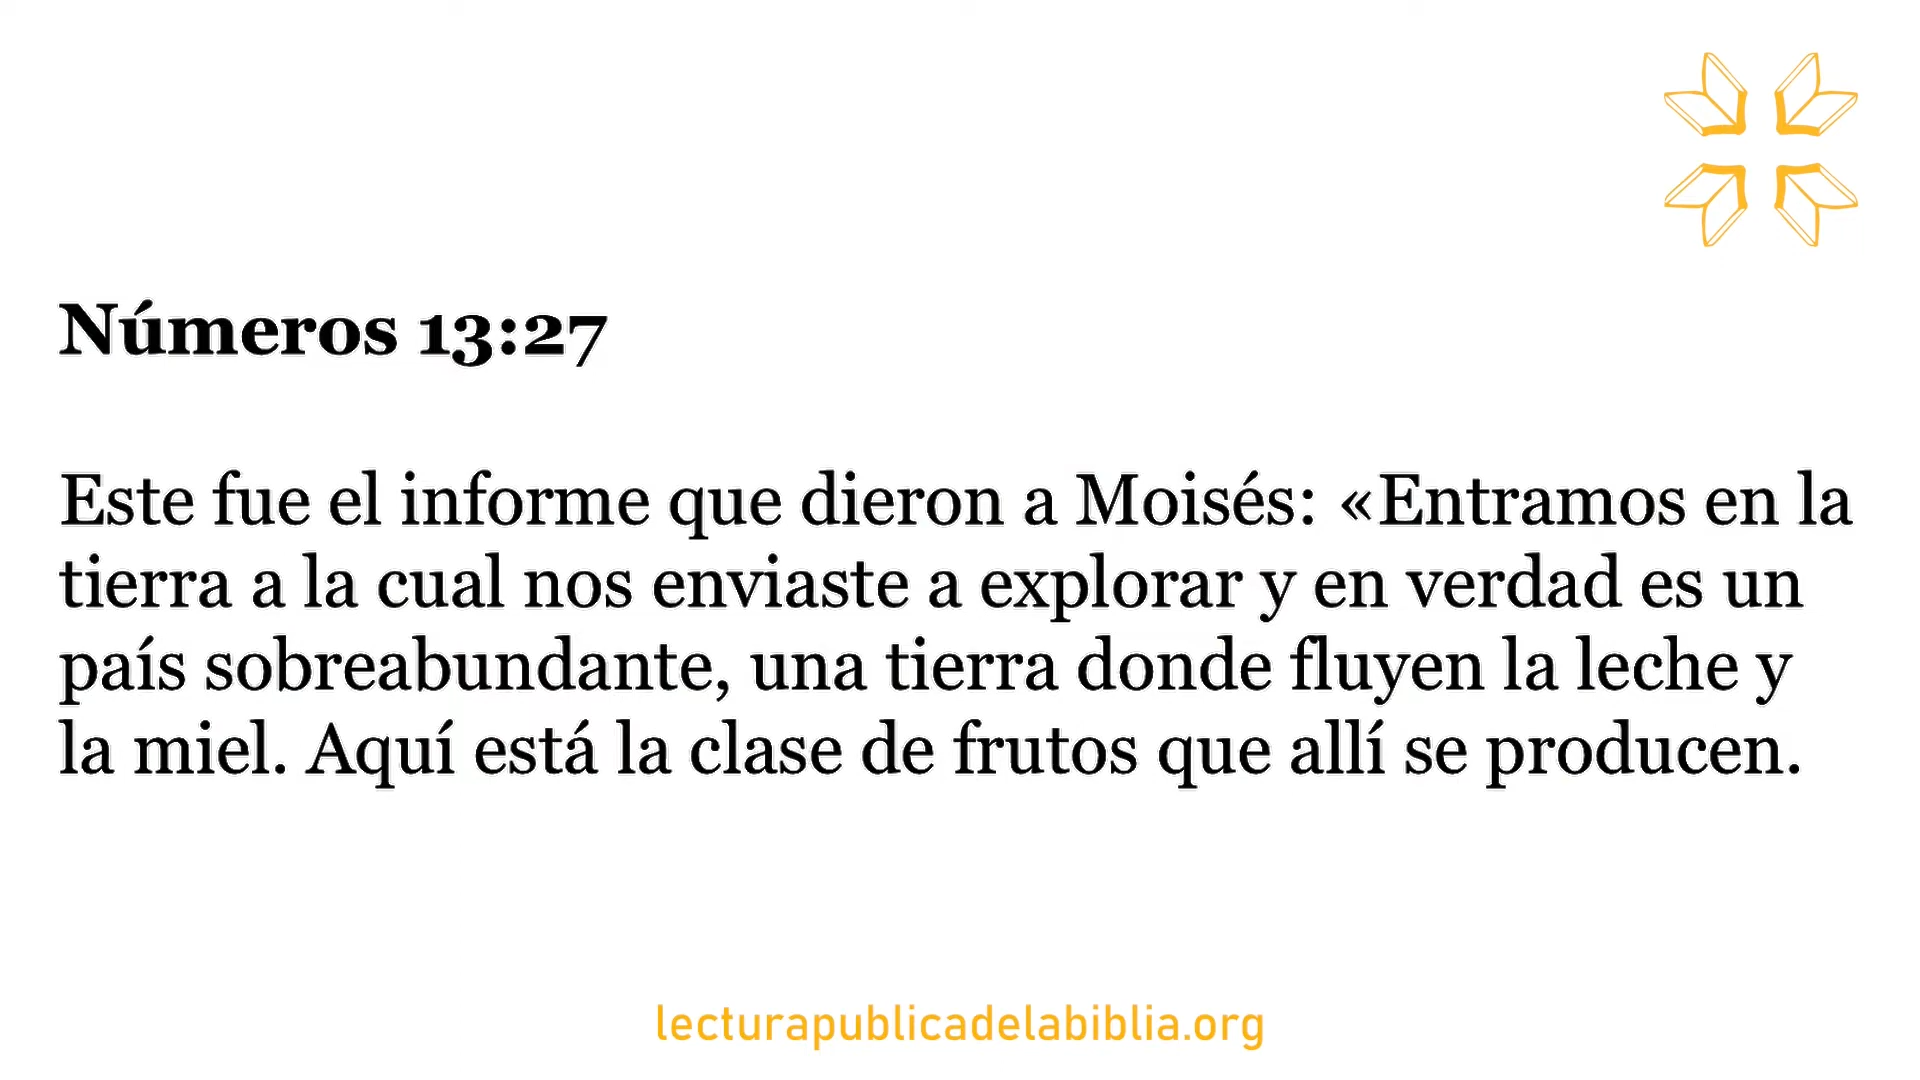 Números 13:27
Este fue el informe que dieron a Moisés: «Entramos en la
tierra a la cual nos enviaste a explorar y en verdad es un
país sobreabundante, una tierra donde fluyen la leche y
la miel. Aquí está la clase de frutos que allí se producen.
lecturapublicadelabiblia.org